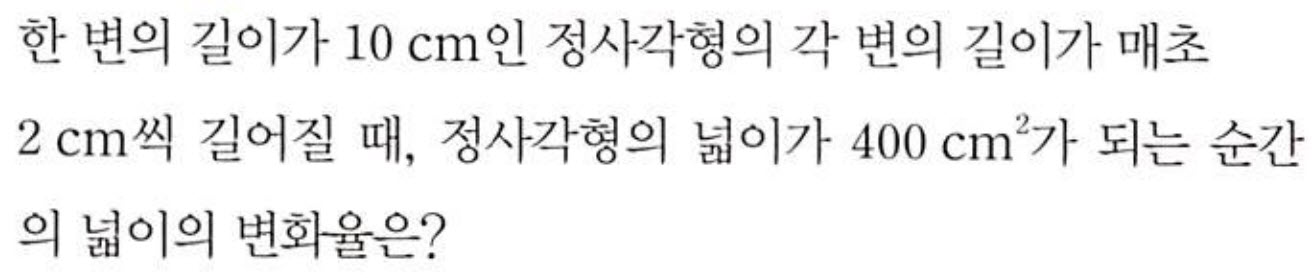 한 변의 길이가 10 cm인 정사각형의 각 변의 길이가 매초
2 cm씩 길어질 때, 정사각형의 넓이가 400 cm²가 되는 순간
의 넓이의 변화율은?